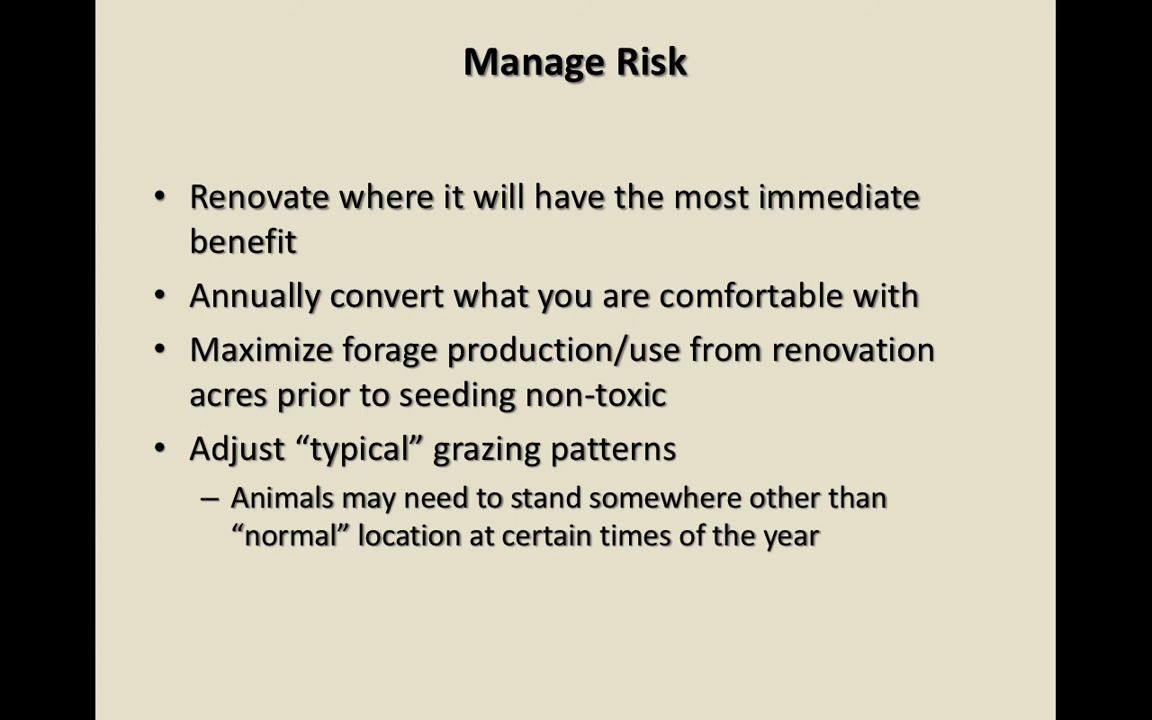 Manage Risk
• Renovate where it will have the most immediate
benefit
• Annually convert what you are comfortable with
• Maximize forage production/use from renovation
acres prior to seeding non-toxic
• Adjust “typical” grazing patterns
– Animals may need to stand somewhere other than
“normal” location at certain times of the year